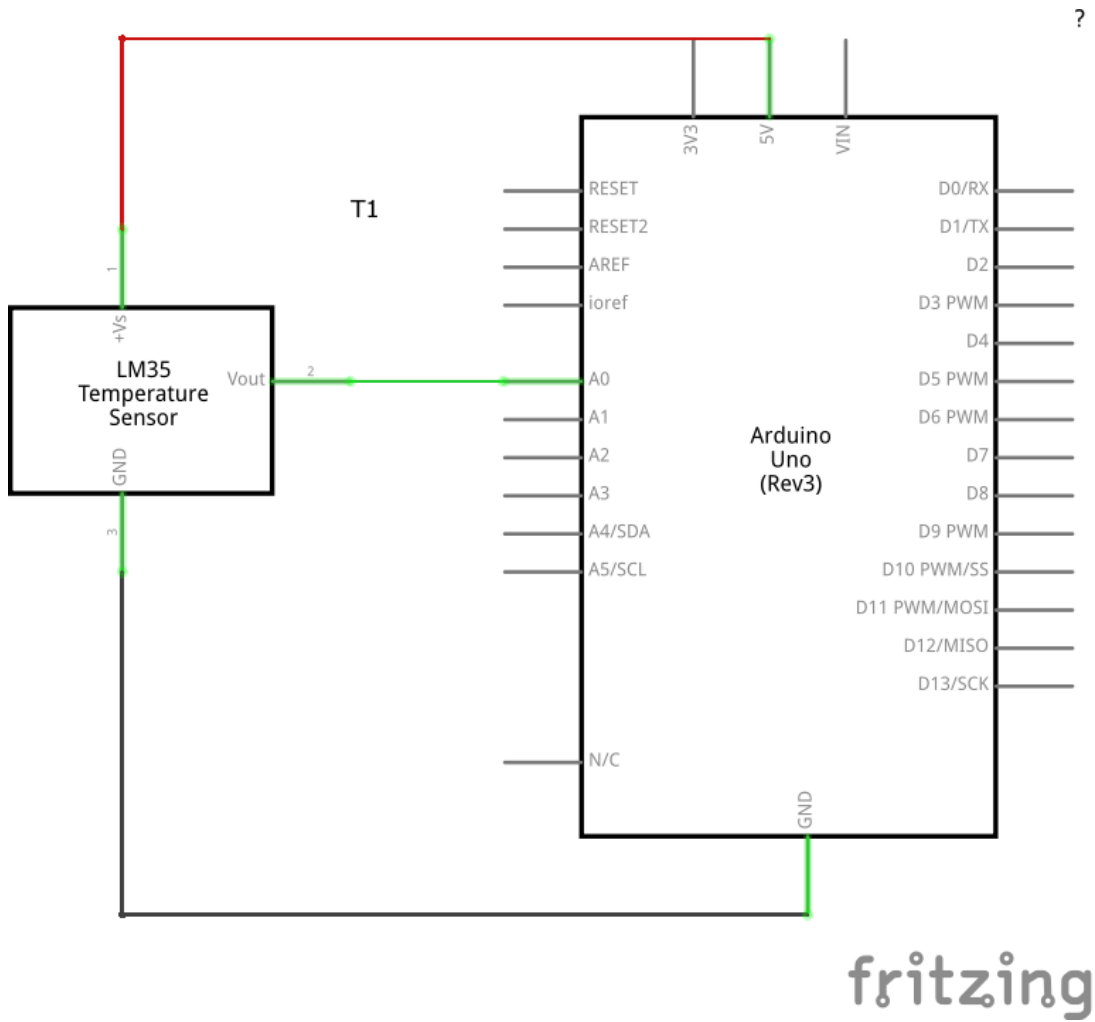 ?
3V3
5V
VIN
T1
RESET
RESET2
AREF
ioref
A0
A1
A2
A3
A4/SDA
A5/SCL
N/C
D0/RX
D1/TX
D2
D3 PWM
D4
D5 PWM
D6 PWM
D7
D8
D9 PWM
D10 PWM/SS
D11 PWM/MOSI
D12/MISO
D13/SCK
Arduino
Uno
(Rev3)
GND
1
+Vs
LM35
Temperature
Sensor
Vout
2
GND
3
fritzing